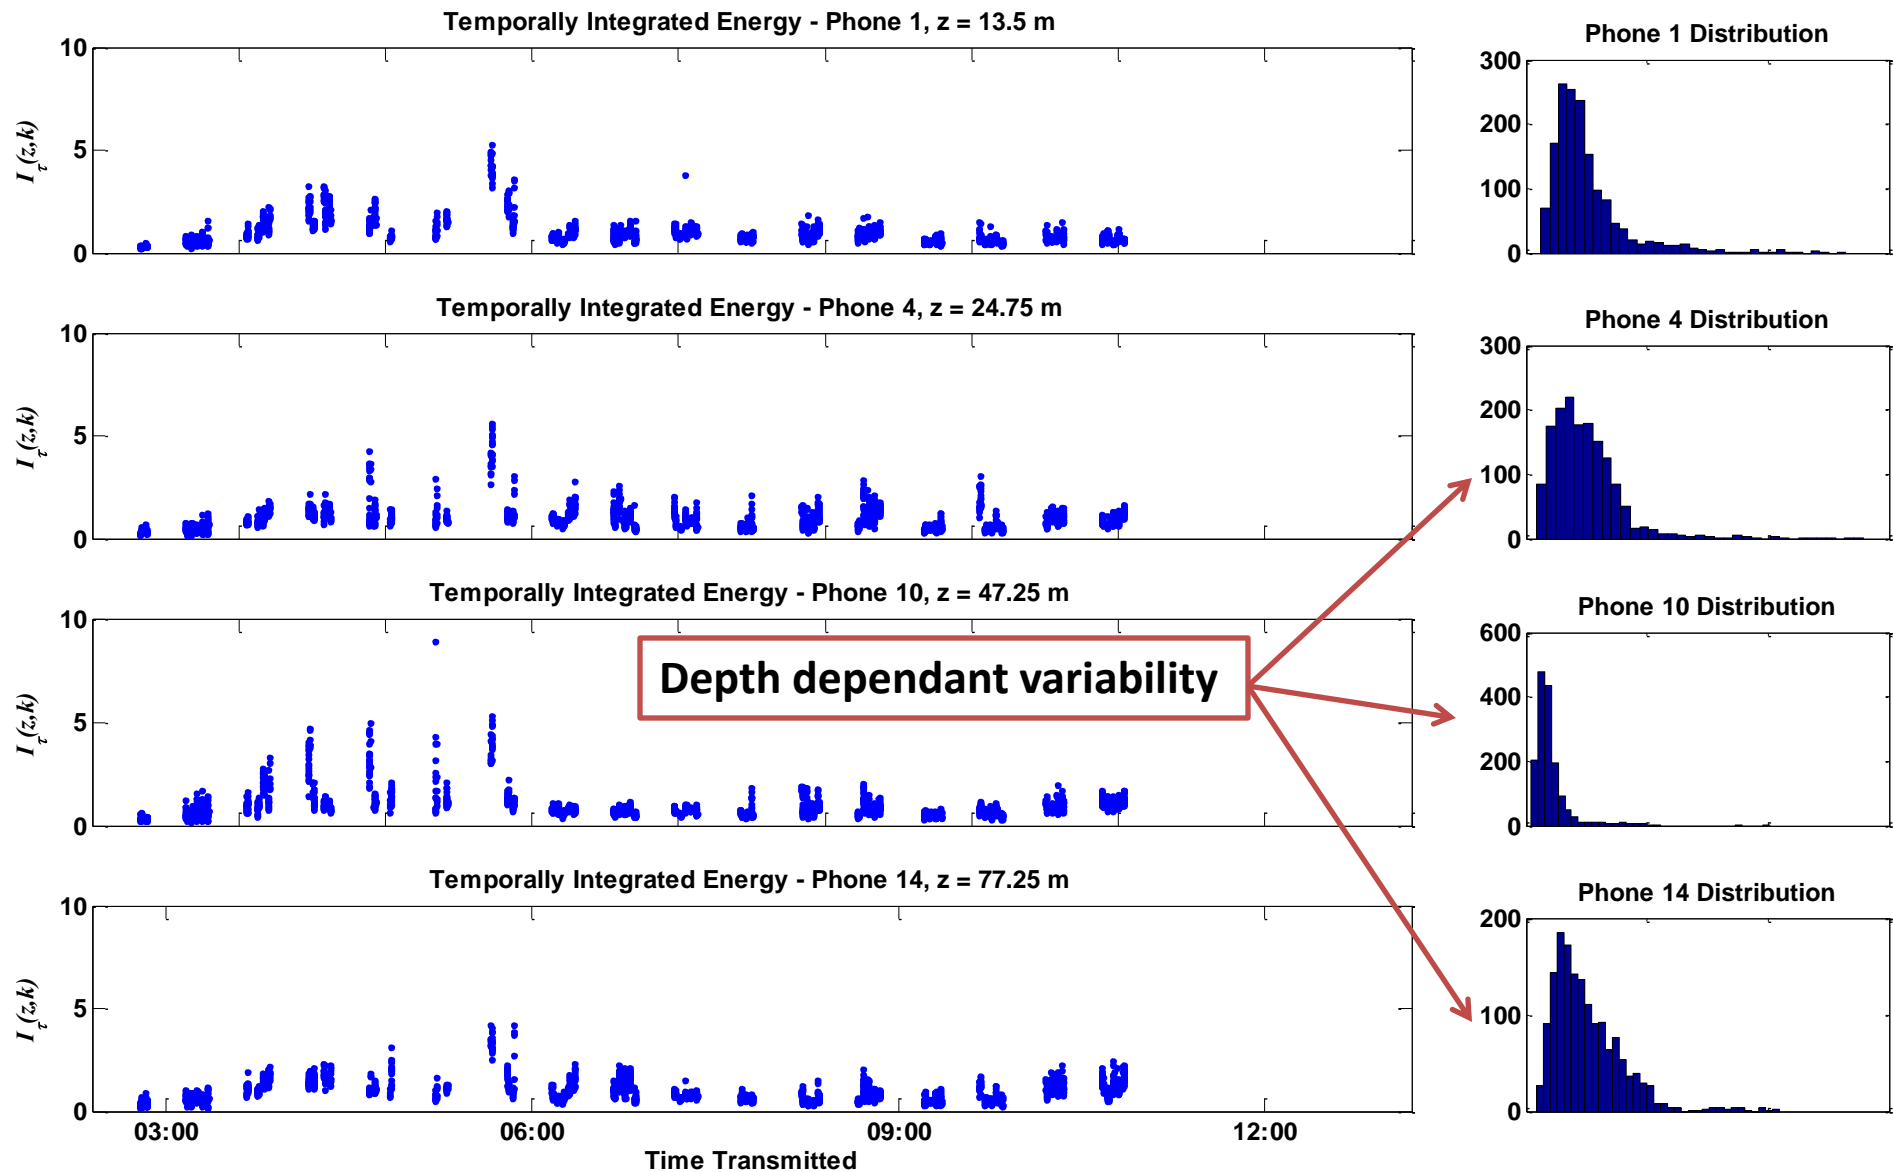 Temporally Integrated Energy - Phone 1, z = 13.5 m
10
5
0
I_τ(z,k)
Phone 1 Distribution
300
200
100
0
Temporally Integrated Energy - Phone 4, z = 24.75 m
10
5
0
I_τ(z,k)
Phone 4 Distribution
300
200
100
0
Temporally Integrated Energy - Phone 10, z = 47.25 m
10
5
0
I_τ(z,k)
Depth dependant variability
Phone 10 Distribution
600
400
200
0
Temporally Integrated Energy - Phone 14, z = 77.25 m
10
5
0
I_τ(z,k)
03:00 06:00 09:00 12:00
Time Transmitted
Phone 14 Distribution
200
100
0